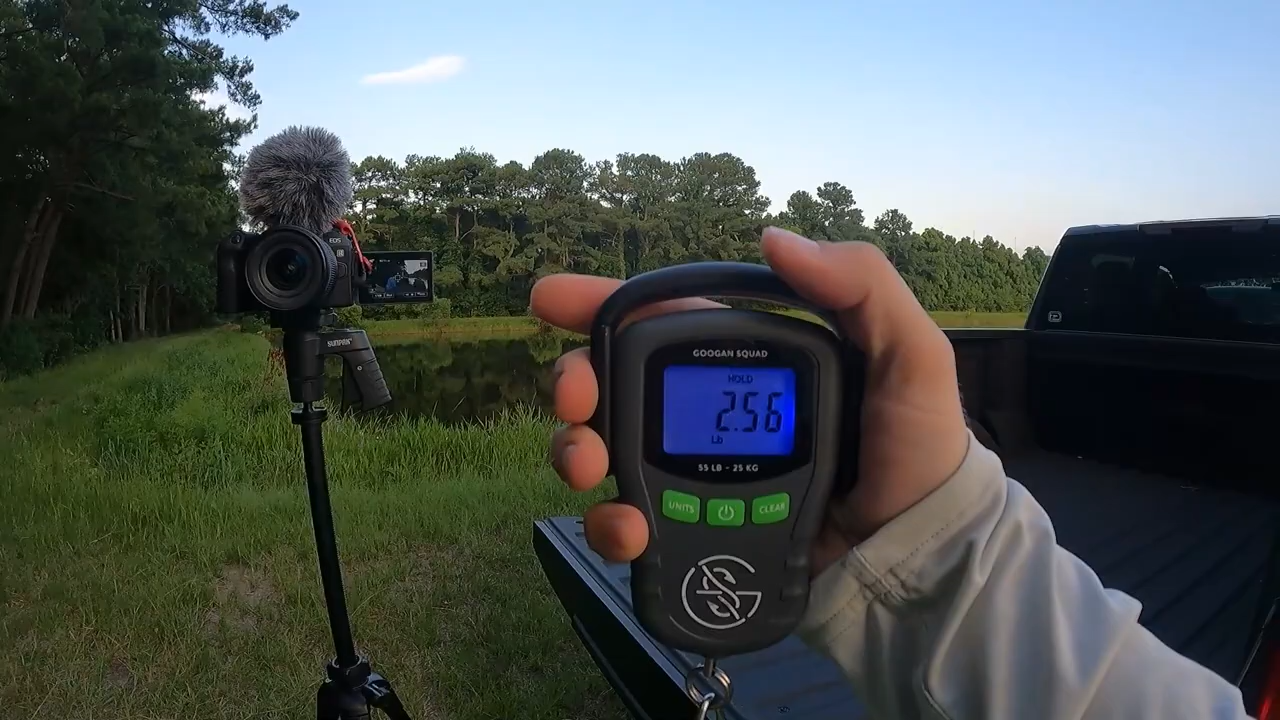 EOS
R
SUNPAK
GOOGAN SQUAD
HOLD
2.56
Lb
55 LB - 25 KG
UNITS
CLEAR